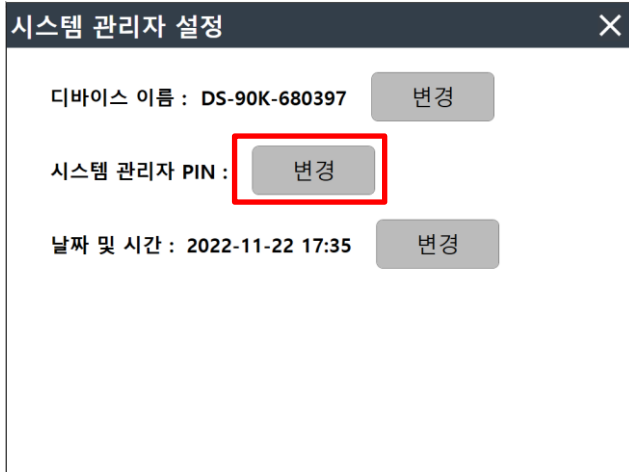 시스템 관리자 설정
디바이스 이름 : DS-90K-680397 변경
시스템 관리자 PIN : 변경
날짜 및 시간 : 2022-11-22 17:35 변경